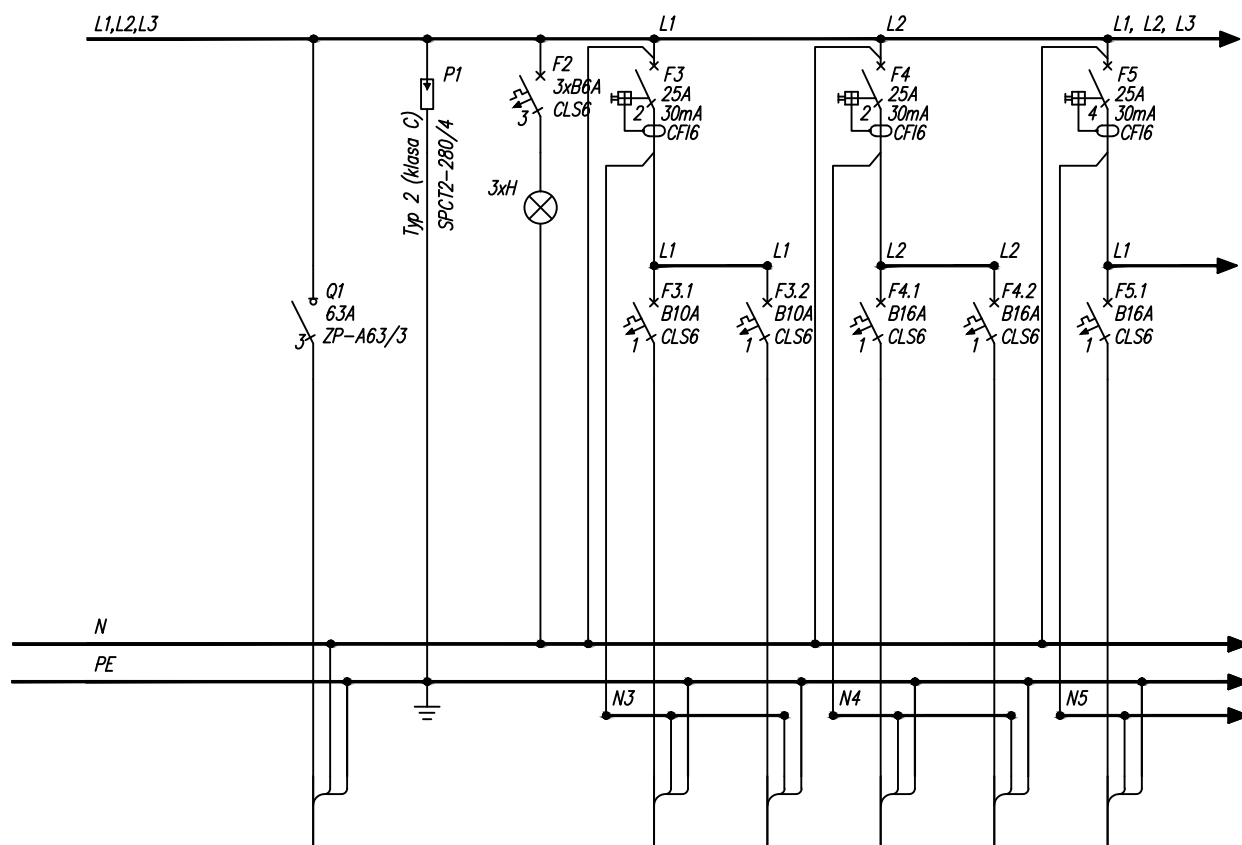 L1,L2,L3
L1
L2
L1, L2, L3
P1
Typ 2 (klasa C)
SPCT2-280/4
F2
3xB6A
CLS6
3
3xH
F3
25A
30mA
2
CFI6
F4
25A
30mA
2
CFI6
F5
25A
30mA
4
CFI6
L1
L1
L2
L2
L1
Q1
63A
ZP-A63/3
3
F3.1
B10A
CLS6
1
F3.2
B10A
CLS6
1
F4.1
B16A
CLS6
1
F4.2
B16A
CLS6
1
F5.1
B16A
CLS6
1
N
PE
N3
N4
N5